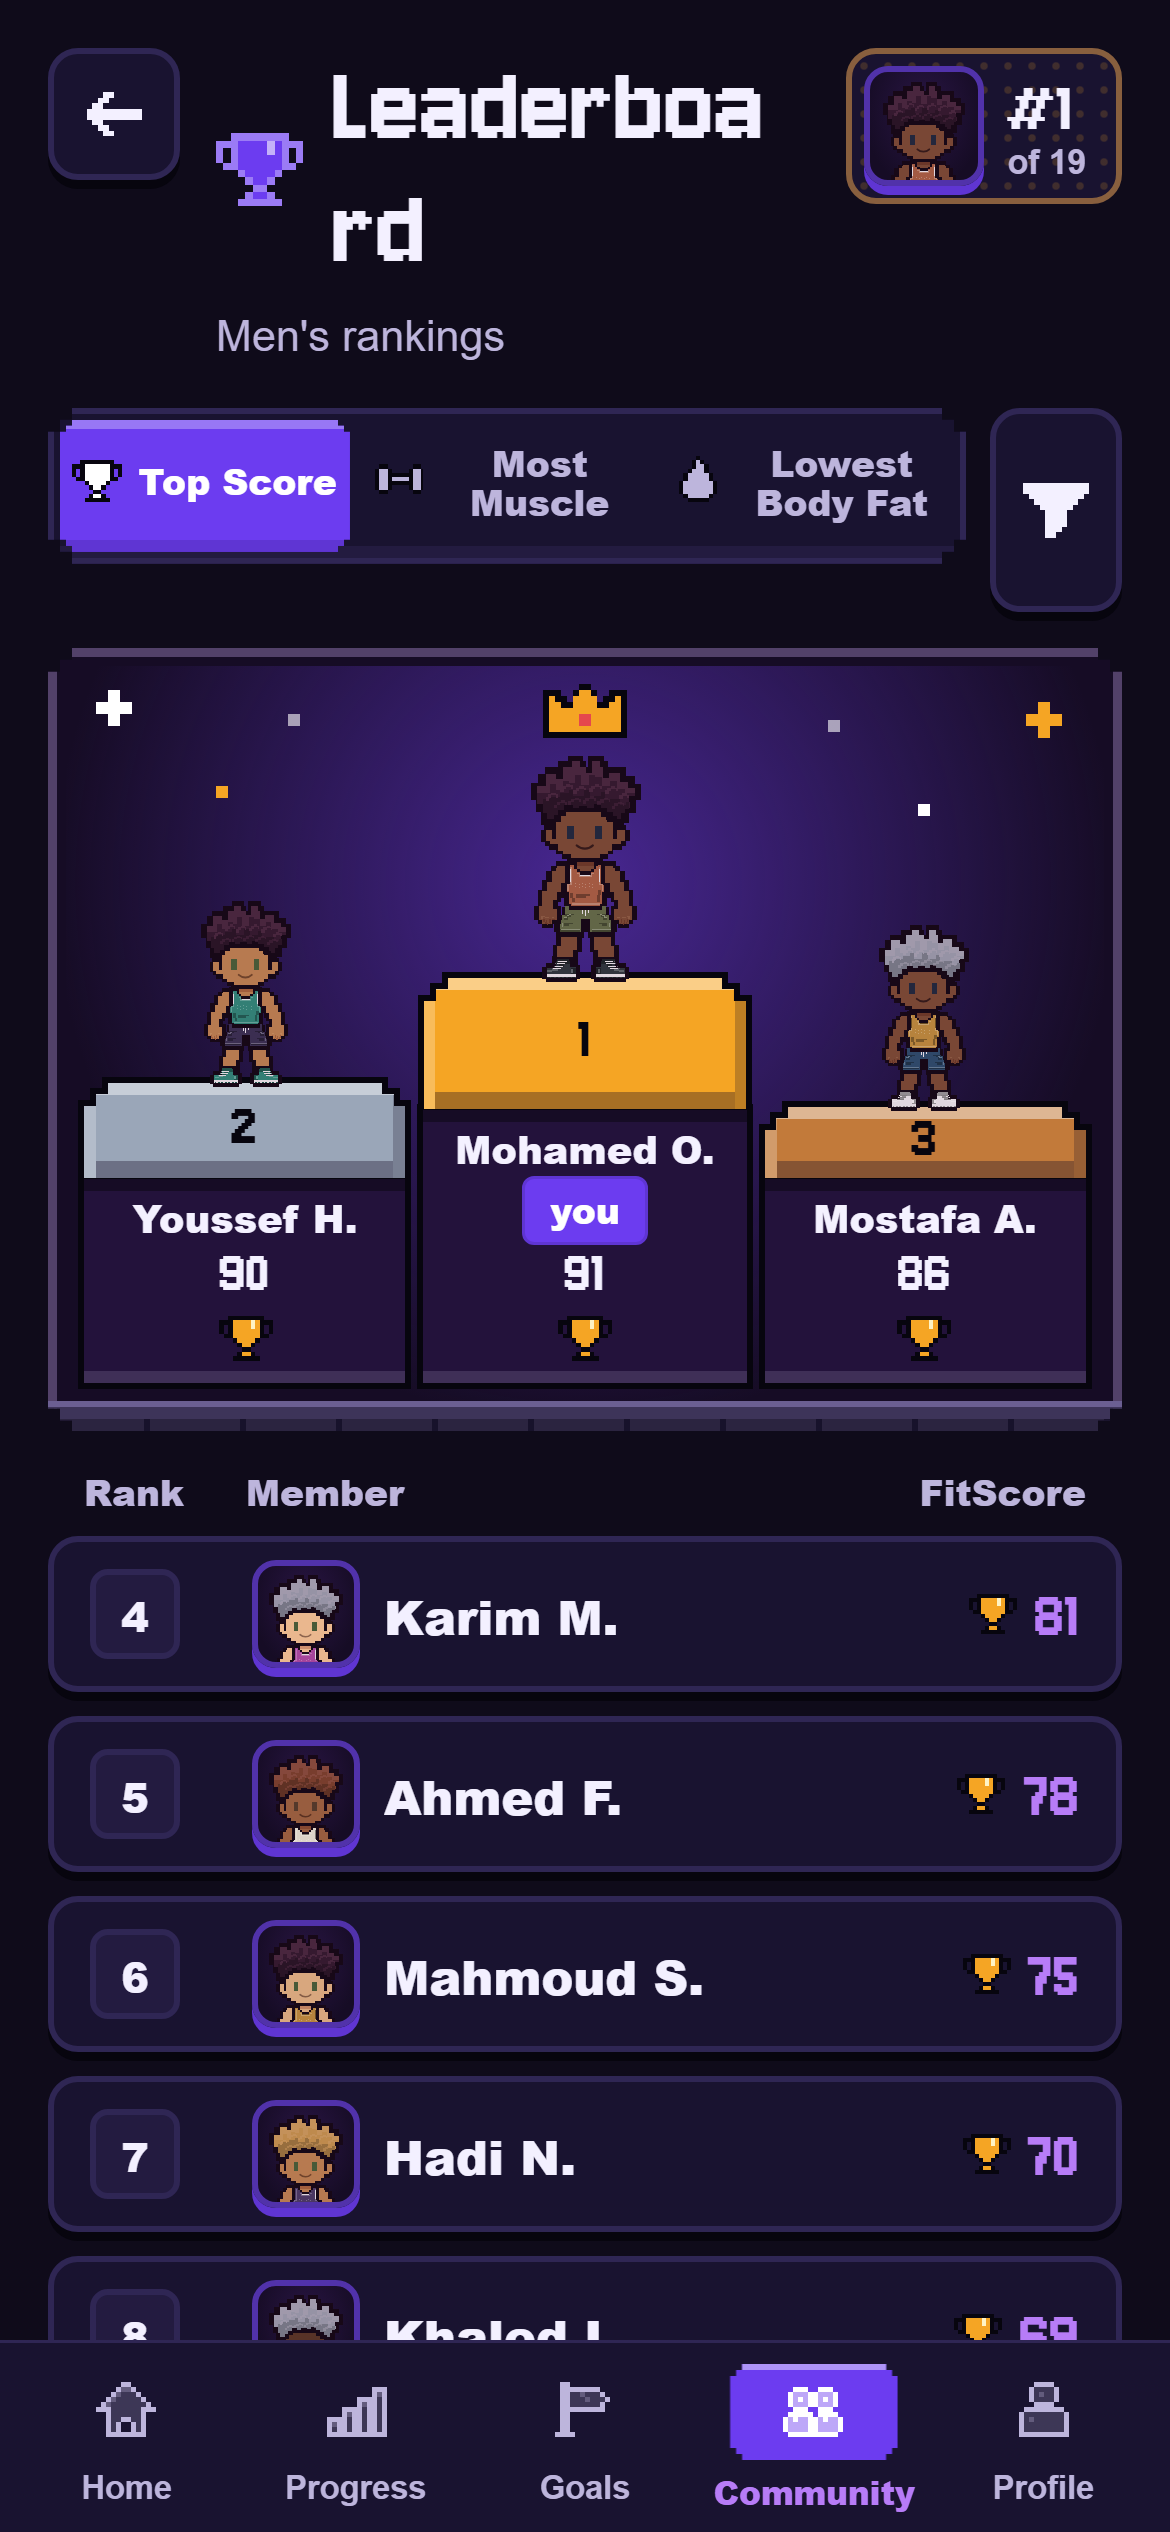 Leaderboa
rd
#1
of 19
Men's rankings
Top Score
Most
Muscle
Lowest
Body Fat
1
2
3
Mohamed O.
you
91
Youssef H.
90
Mostafa A.
86
Rank Member FitScore
4 Karim M. 81
5 Ahmed F. 78
6 Mahmoud S. 75
7 Hadi N. 70
8 69
Home Progress Goals Community Profile